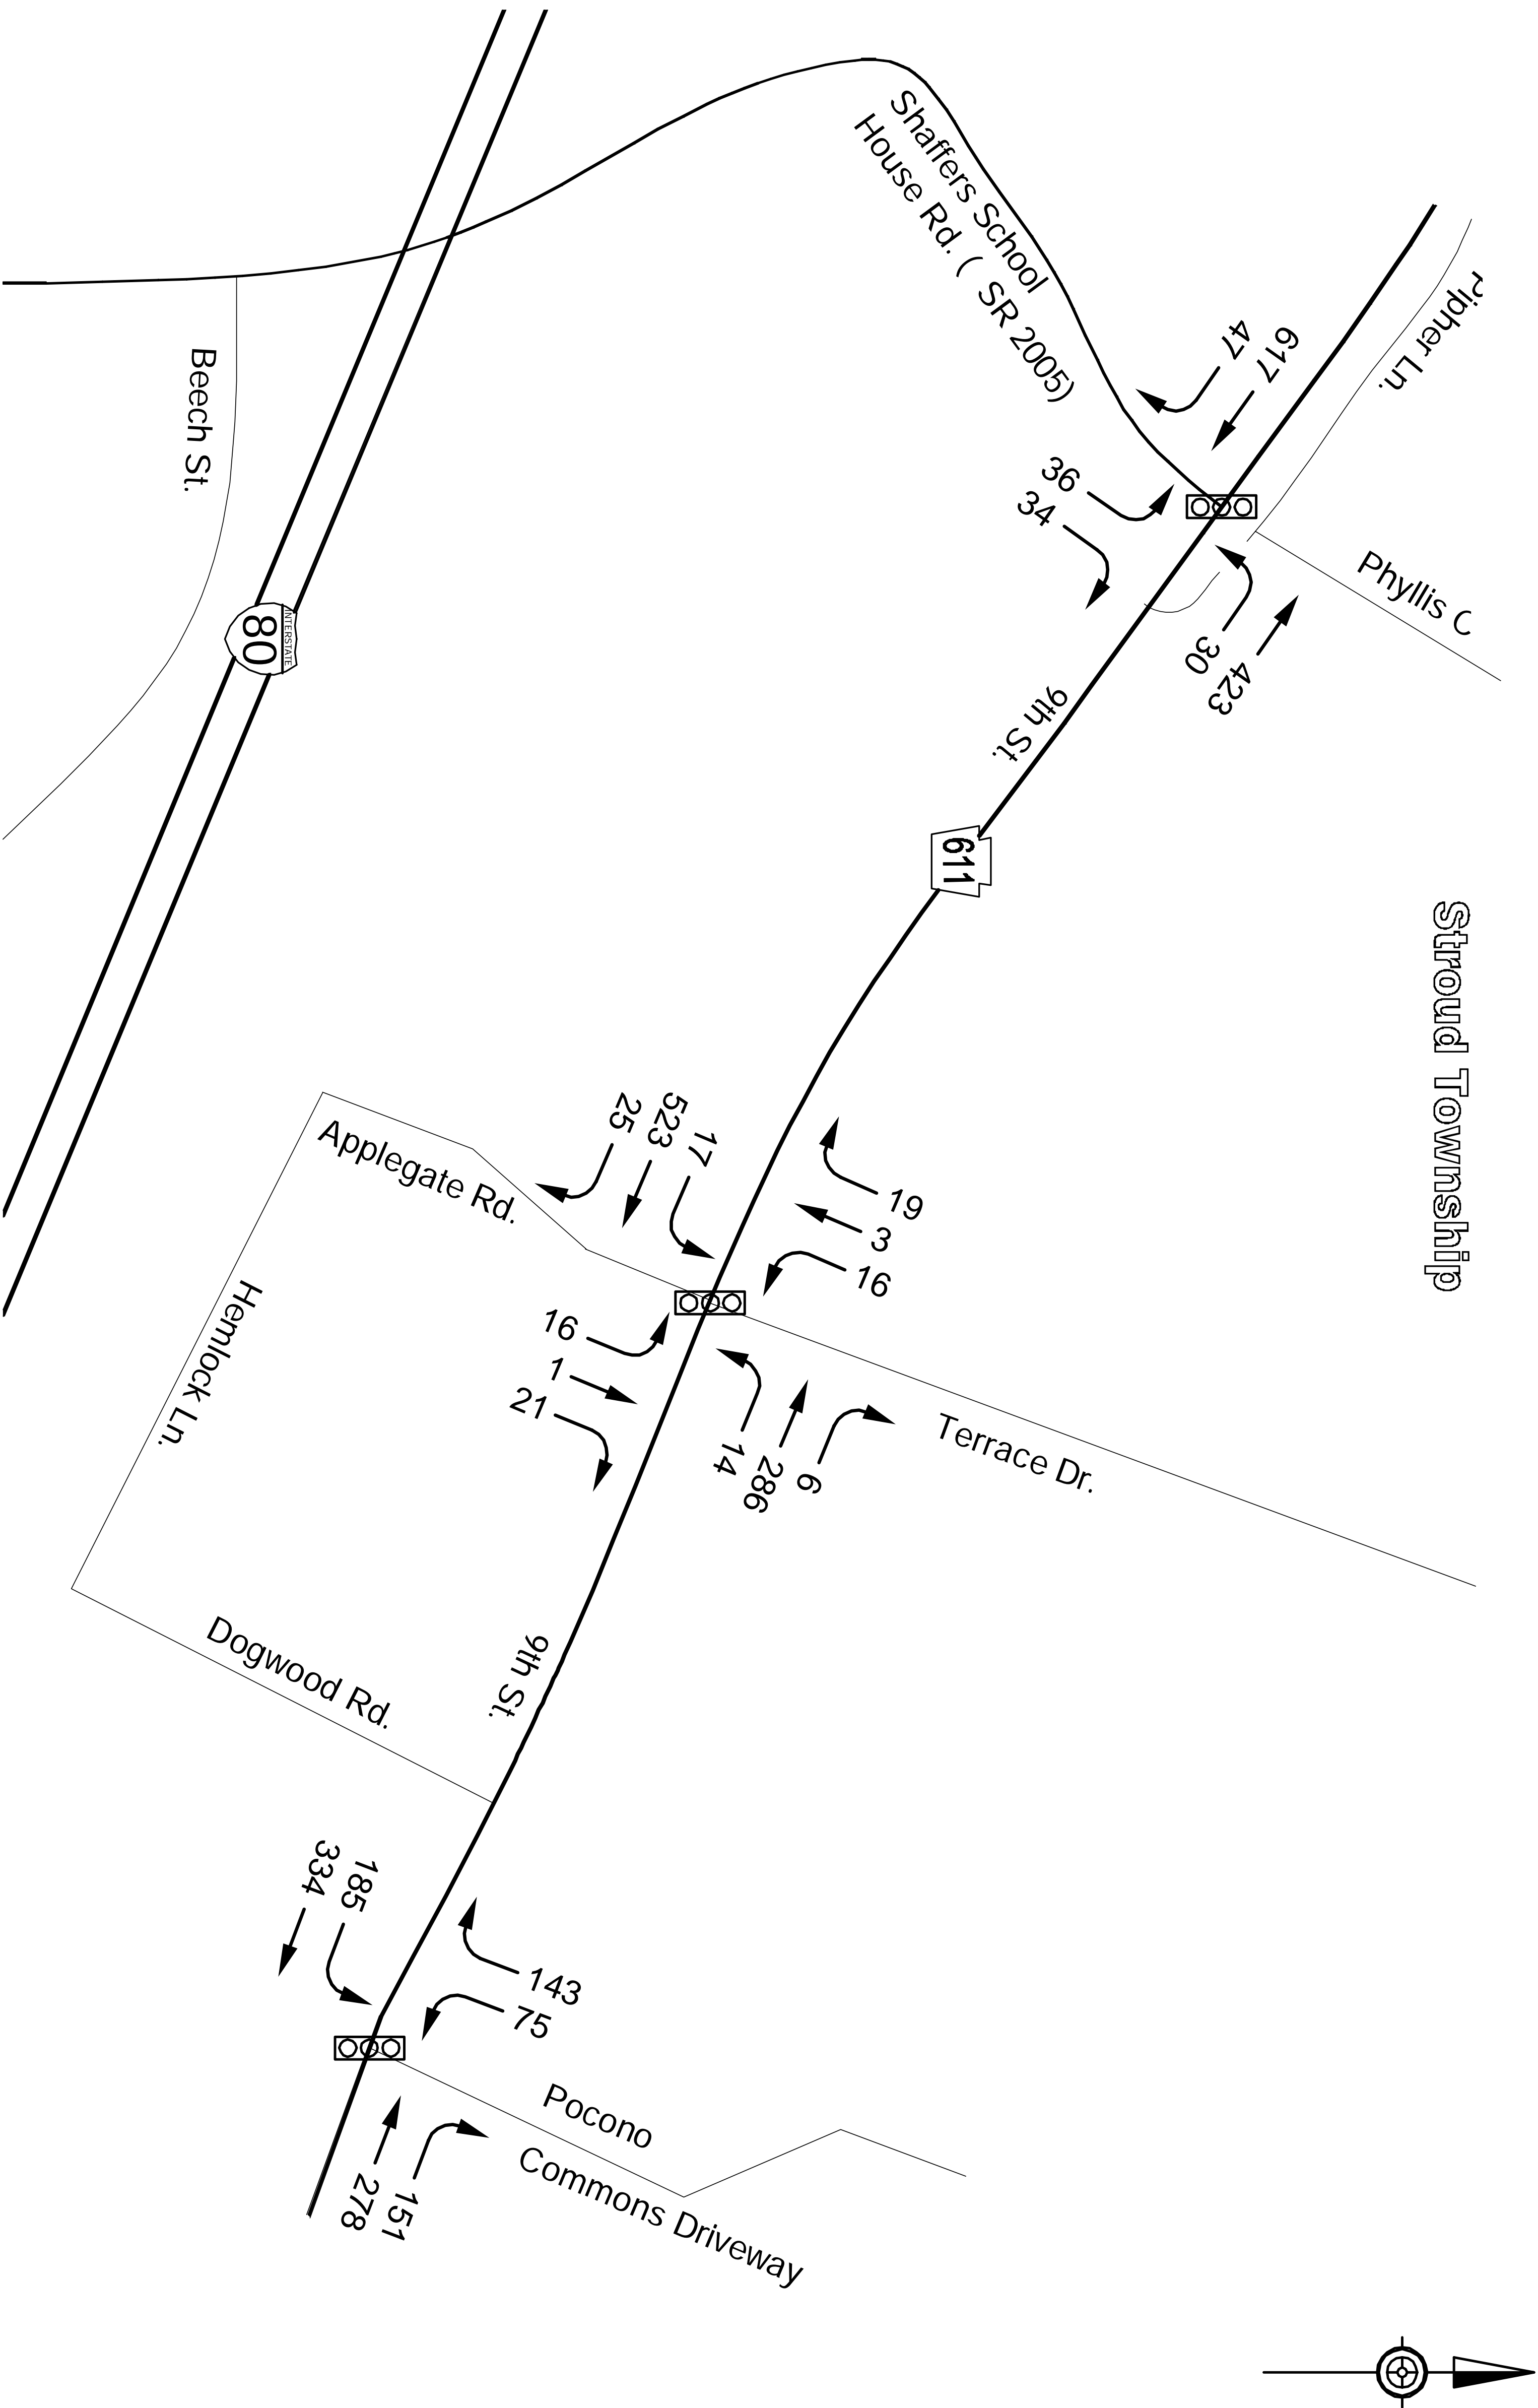 Shaffers School
House Rd. ( SR 2005)
Pipher Ln.
47
617
36
34
Phyllis C
30
423
Beech St.
INTERSTATE
80
9th St.
611
Stroud Township
25
523
17
Applegate Rd.
19
3
16
16
1
21
14
286
6
Terrace Dr.
Hemlock Ln.
Dogwood Rd.
9th St.
334
185
143
75
Pocono
Commons Driveway
278
151